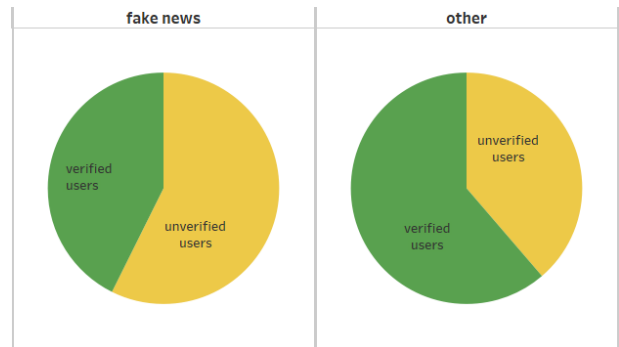 fake news
other
verified
users
unverified
users
unverified
users
verified
users